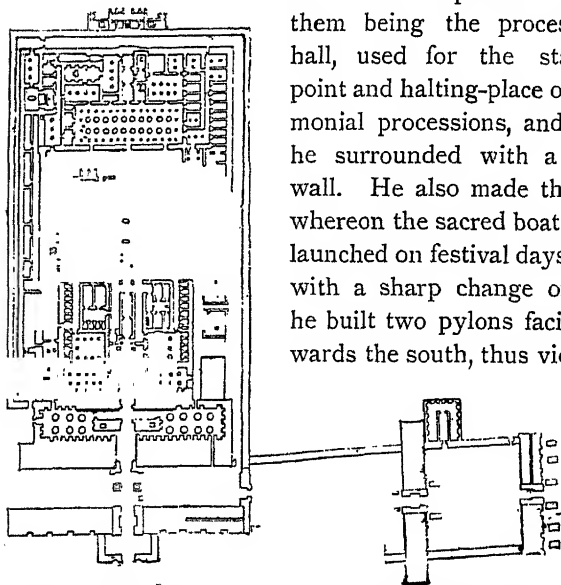 them being the proces
hall, used for the sta
point and halting-place o
monial processions, and
he surrounded with a
wall. He also made th
whereon the sacred boat
launched on festival days
with a sharp change o
he built two pylons faci
wards the south, thus vi